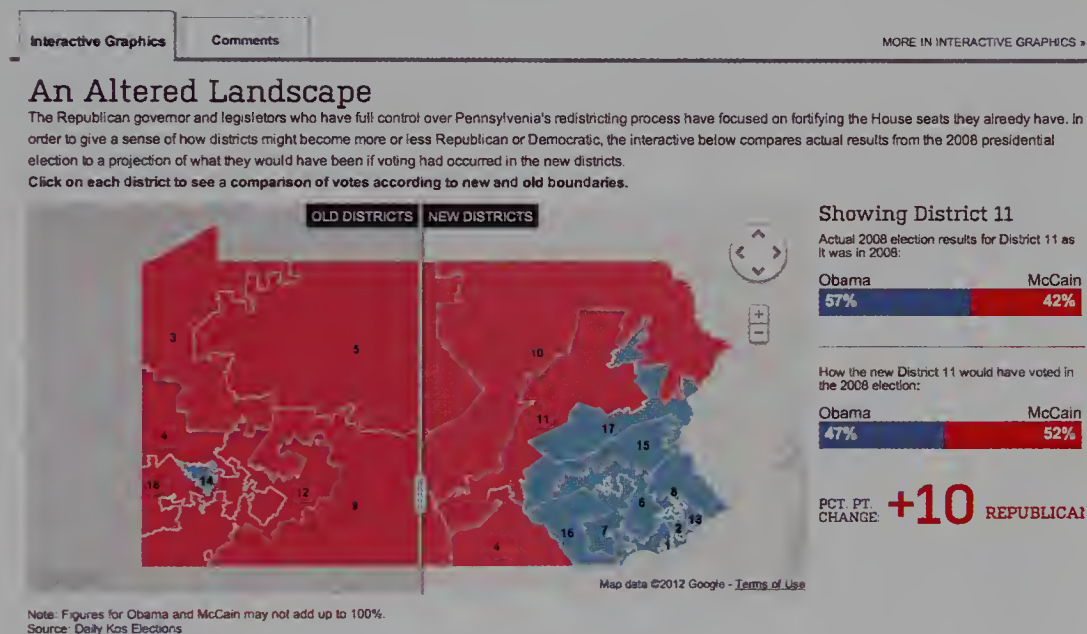 Interactive Graphics
Comments
MORE IN INTERACTIVE GRAPHICS »
An Altered Landscape
The Republican governor and legislators who have full control over Pennsylvania's redistricting process have focused on fortifying the House seats they already have. In
order to give a sense of how districts might become more or less Republican or Democratic, the interactive below compares actual results from the 2008 presidential
election to a projection of what they would have been if voting had occurred in the new districts.
Click on each district to see a comparison of votes according to new and old boundaries.
OLD DISTRICTS
NEW DISTRICTS
3
5
10
4
11
17
15
18
14
12
9
6
8
13
16
7
2
1
4
Map data ©2012 Google - Terms of Use
Showing District 11
Actual 2008 election results for District 11 as
it was in 2008:
Obama McCain
57% 42%
How the new District 11 would have voted in
the 2008 election:
Obama McCain
47% 52%
PCT. PT.
CHANGE: +10 REPUBLICAN
Note: Figures for Obama and McCain may not add up to 100%.
Source: Daily Kos Elections